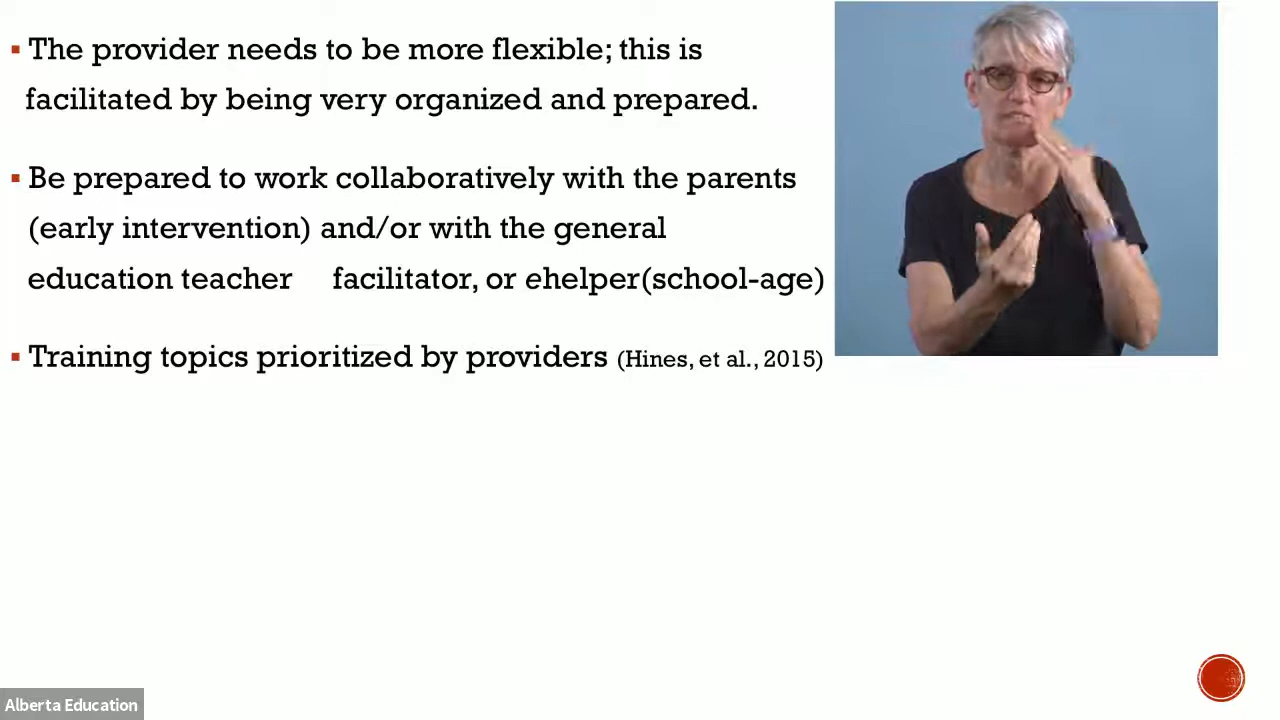 ▪ The provider needs to be more flexible; this is
facilitated by being very organized and prepared.
▪ Be prepared to work collaboratively with the parents
(early intervention) and/or with the general
education teacher facilitator, or ehelper(school-age)
▪ Training topics prioritized by providers (Hines, et al., 2015)
Alberta Education